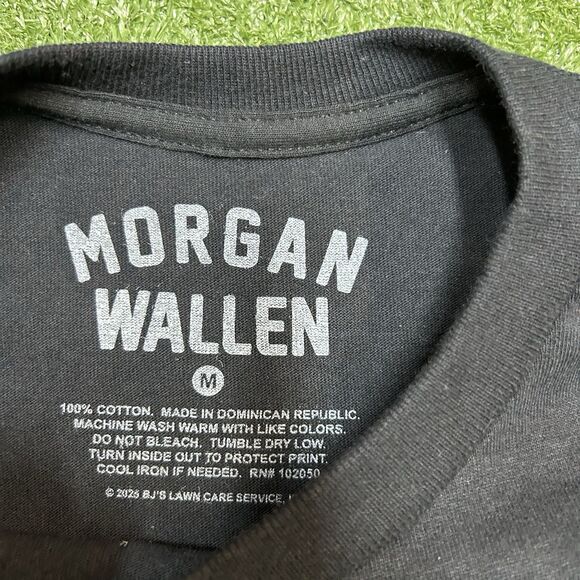 MORGAN
WALLEN
M
100% COTTON. MADE IN DOMINICAN REPUBLIC.
MACHINE WASH WARM WITH LIKE COLORS.
DO NOT BLEACH. TUMBLE DRY LOW.
TURN INSIDE OUT TO PROTECT PRINT.
COOL IRON IF NEEDED. RN# 102050
© 2025 BJ'S LAWN CARE SERVICE,